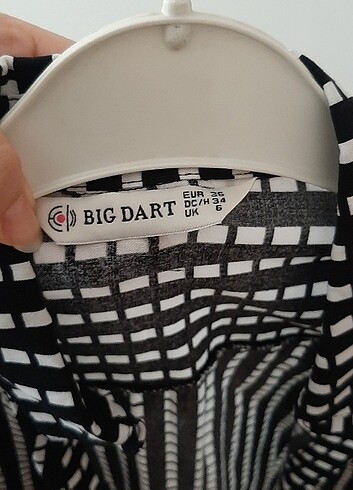 BIG DART
EUR 36
DC/H 34
UK 6